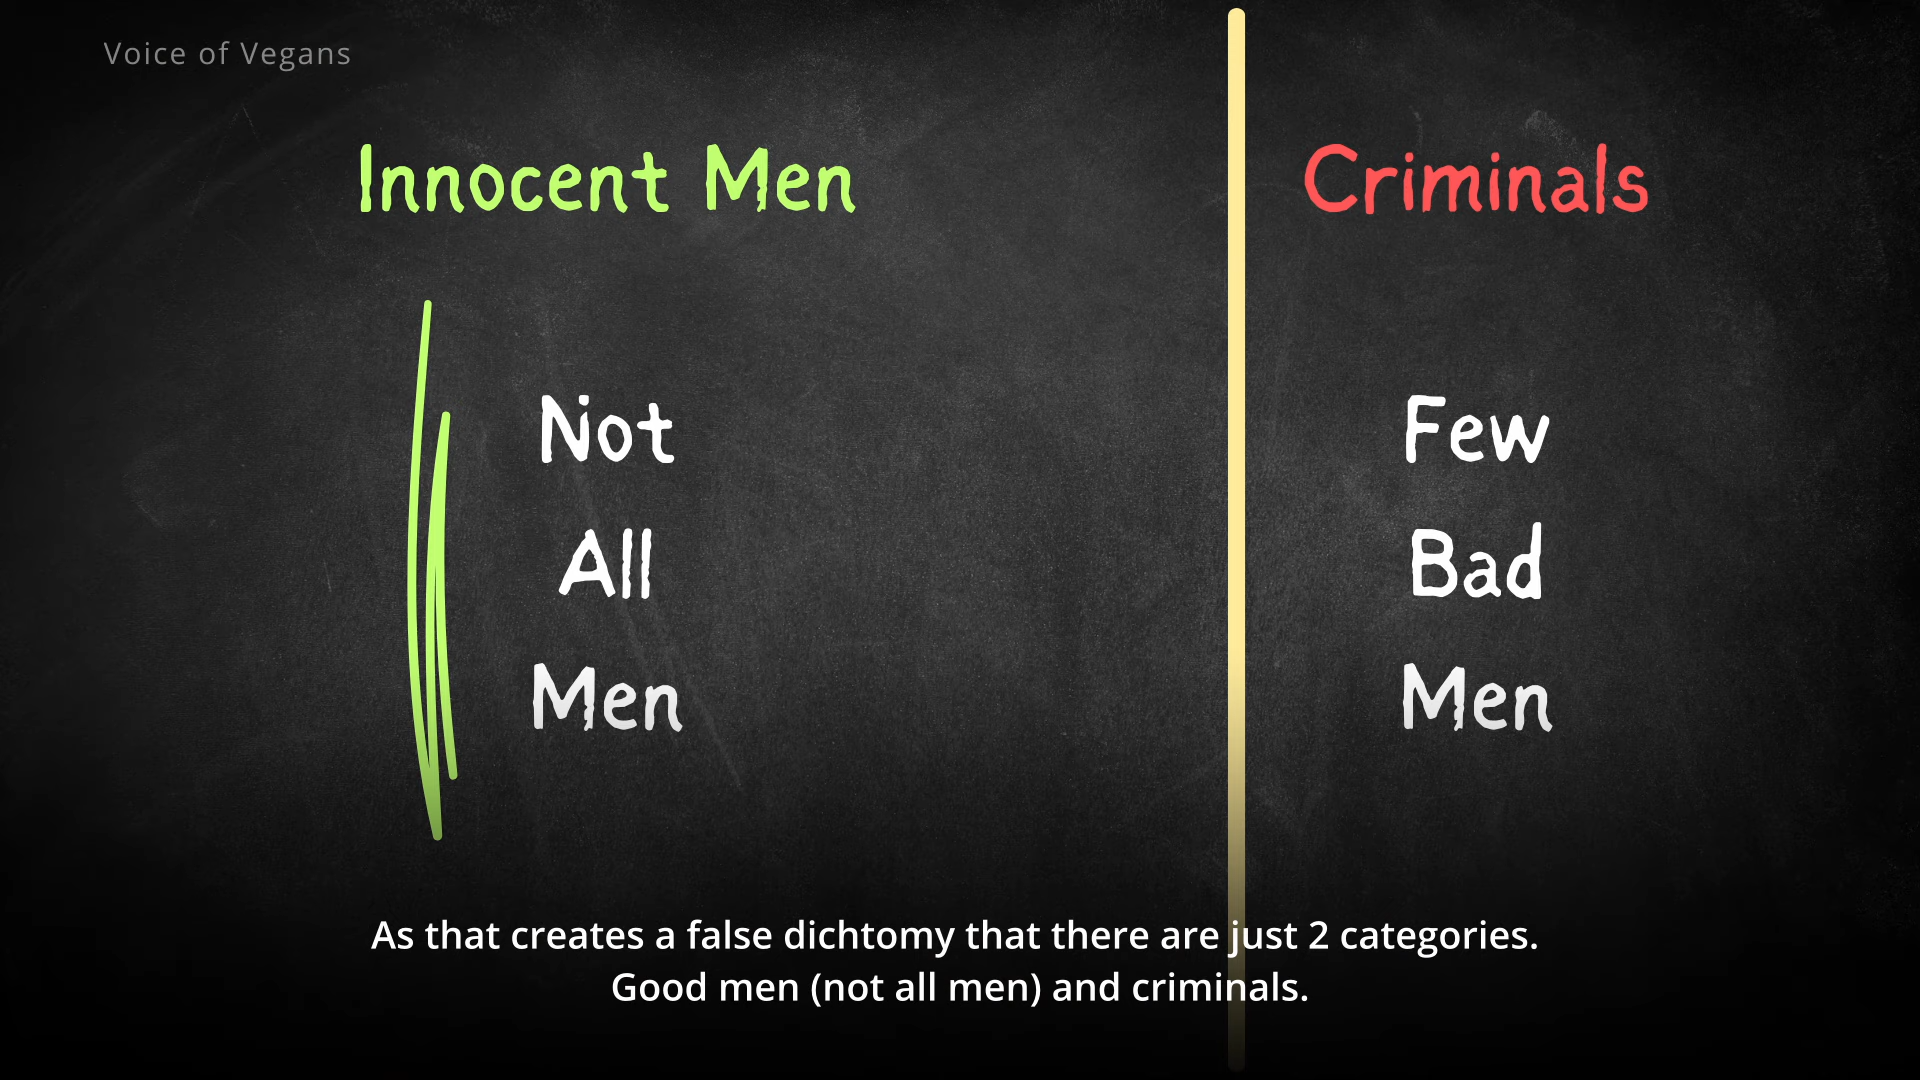 Voice of Vegans
Innocent Men
Criminals
Not
All
Men
Few
Bad
Men
As that creates a false dichtomy that there are just 2 categories.
Good men (not all men) and criminals.